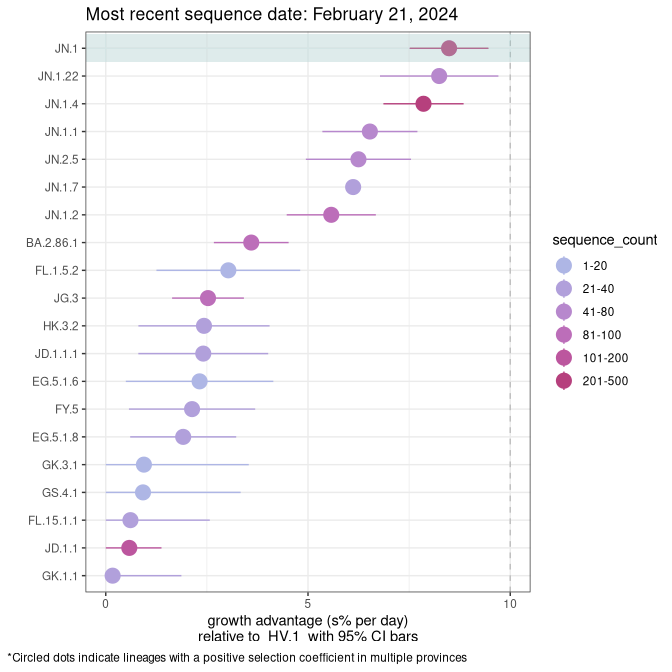 Most recent sequence date: February 21, 2024
JN.1
JN.1.22
JN.1.4
JN.1.1
JN.2.5
JN.1.7
JN.1.2
BA.2.86.1
FL.1.5.2
JG.3
HK.3.2
JD.1.1.1
EG.5.1.6
FY.5
EG.5.1.8
GK.3.1
GS.4.1
FL.15.1.1
JD.1.1
GK.1.1
0 5 10
growth advantage (s% per day)
relative to HV.1 with 95% CI bars
sequence_count
1-20
21-40
41-80
81-100
101-200
201-500
*Circled dots indicate lineages with a positive selection coefficient in multiple provinces